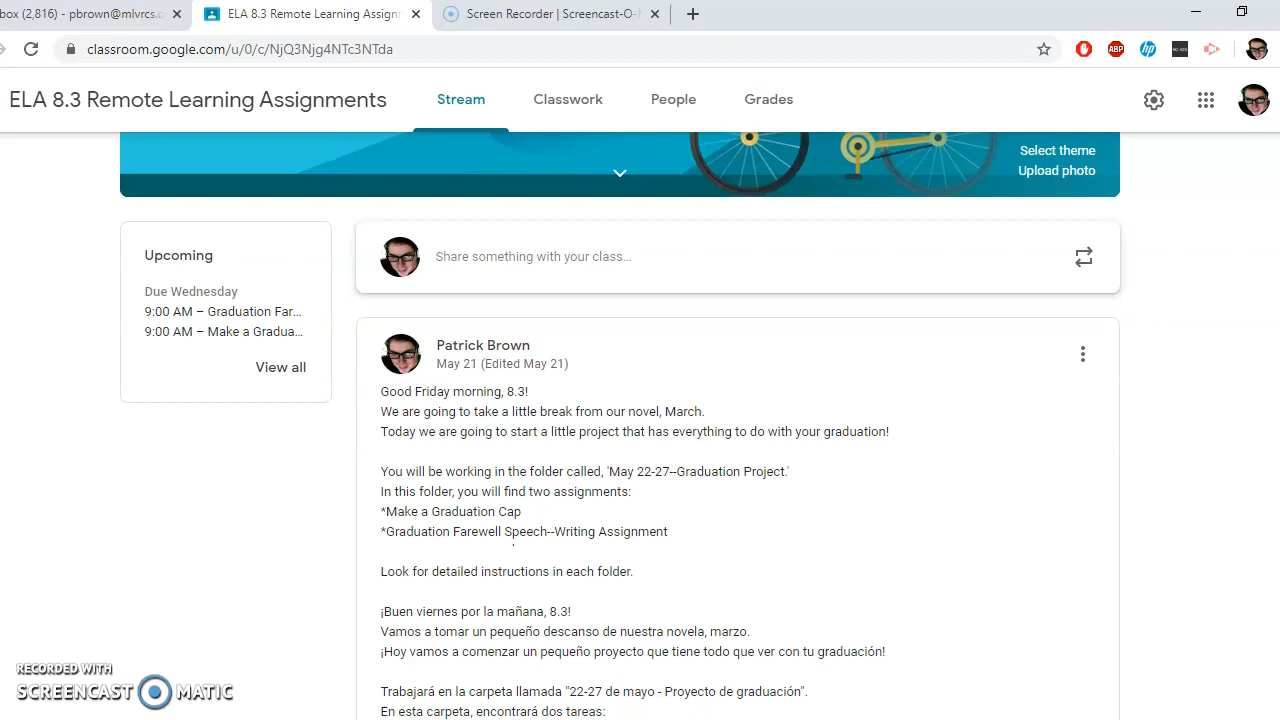 box (2,816) - pbrown@mlvrcs.c
ELA 8.3 Remote Learning Assignm
Screen Recorder | Screencast-O-
classroom.google.com/u/0/c/NjQ3Njg4NTc3NTda
ABP
hp
ELA 8.3 Remote Learning Assignments
Stream
Classwork
People
Grades
Select theme
Upload photo
Upcoming
Due Wednesday
9:00 AM – Graduation Far...
9:00 AM – Make a Gradua...
View all
Share something with your class...
Patrick Brown
May 21 (Edited May 21)
Good Friday morning, 8.3!
We are going to take a little break from our novel, March.
Today we are going to start a little project that has everything to do with your graduation!
You will be working in the folder called, 'May 22-27--Graduation Project.'
In this folder, you will find two assignments:
*Make a Graduation Cap
*Graduation Farewell Speech--Writing Assignment
Look for detailed instructions in each folder.
¡Buen viernes por la mañana, 8.3!
Vamos a tomar un pequeño descanso de nuestra novela, marzo.
¡Hoy vamos a comenzar un pequeño proyecto que tiene todo que ver con tu graduación!
Trabajará en la carpeta llamada "22-27 de mayo - Proyecto de graduación".
En esta carpeta, encontrará dos tareas:
RECORDED WITH
SCREENCAST MATIC